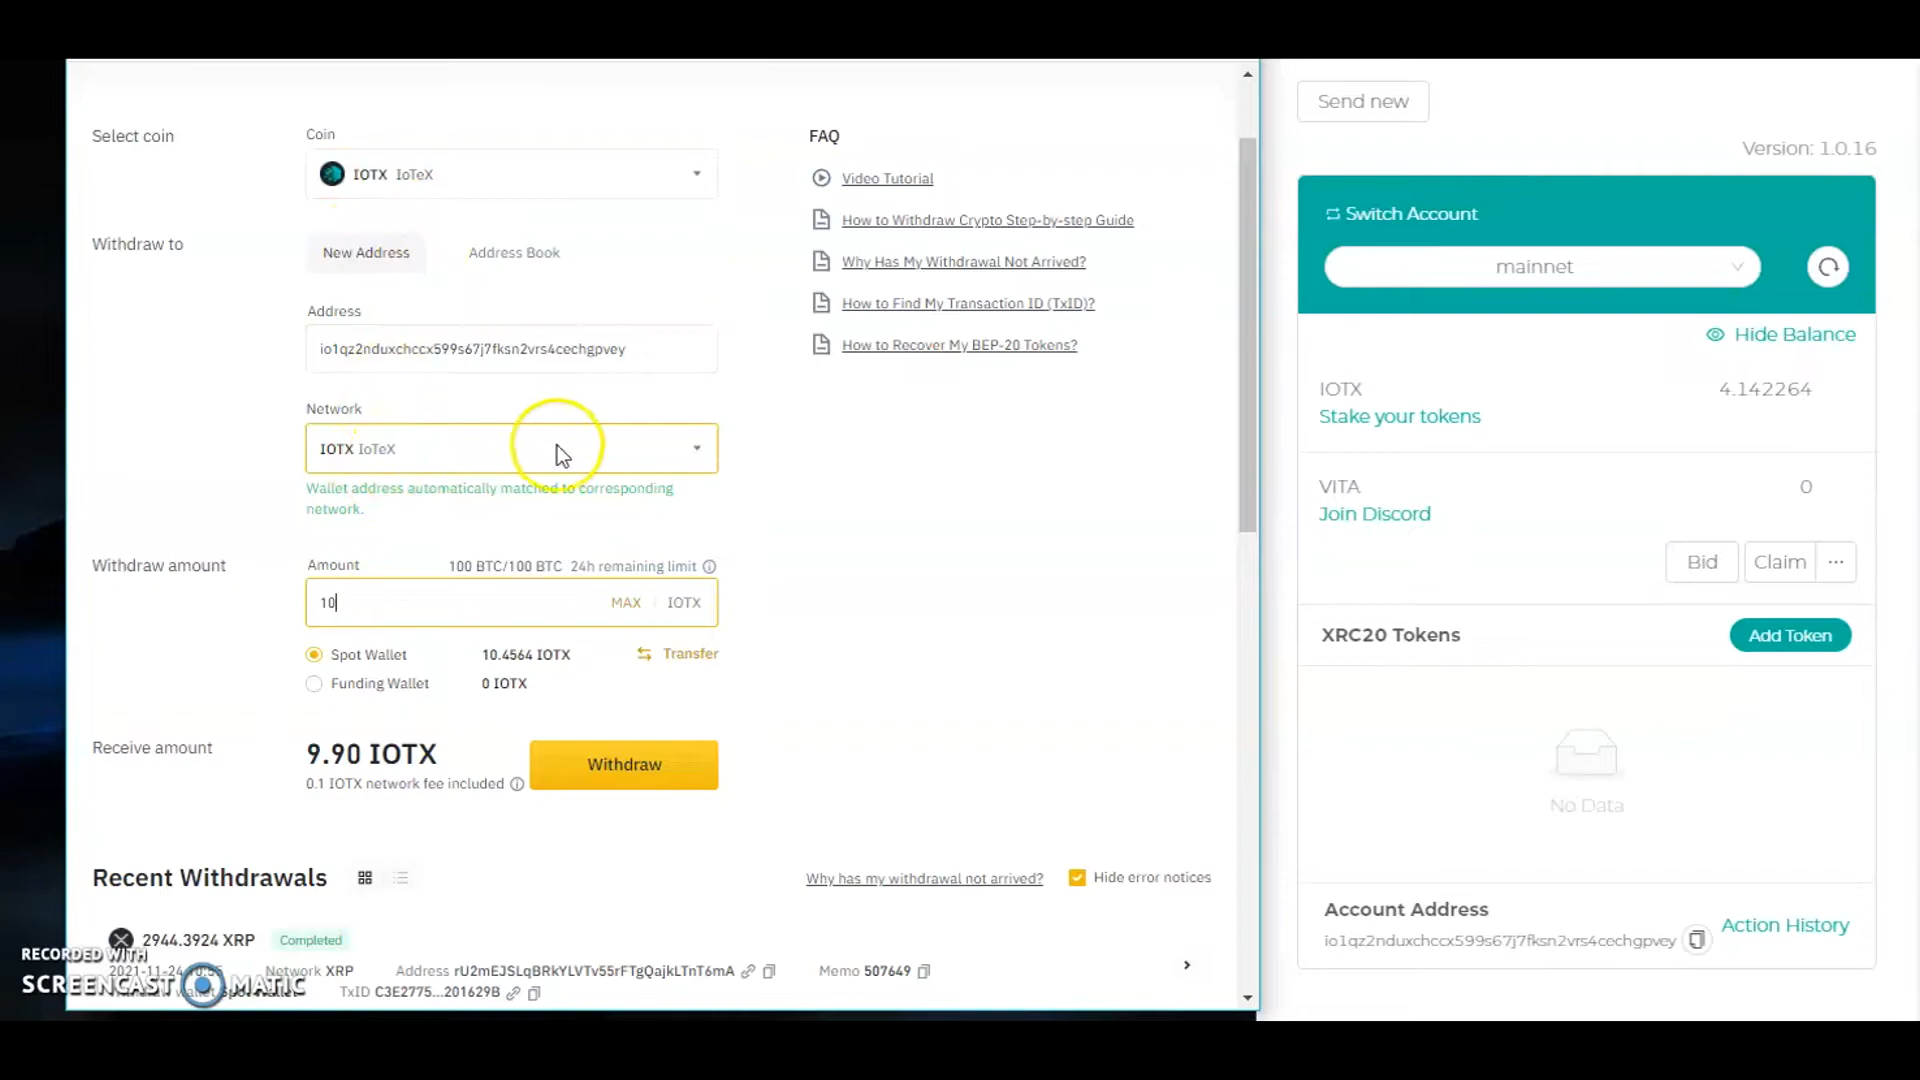 Select coin
Coin
IOTX IoTeX
Withdraw to
New Address
Address Book
Address
io1qz2nduxchccx599s67j7fksn2vrs4cechgpvey
Network
IOTX IoTeX
Wallet address automatically matched to corresponding
network.
Withdraw amount
Amount
100 BTC/100 BTC 24h remaining limit
10
MAX
IOTX
Spot Wallet
10.4564 IOTX
Transfer
Funding Wallet
0 IOTX
Receive amount
9.90 IOTX
0.1 IOTX network fee included
Withdraw
FAQ
Video Tutorial
How to Withdraw Crypto Step-by-step Guide
Why Has My Withdrawal Not Arrived?
How to Find My Transaction ID (TxID)?
How to Recover My BEP-20 Tokens?
Recent Withdrawals
Why has my withdrawal not arrived?
Hide error notices
2944.3924 XRP
Completed
2021-11-24
Network XRP
Address rU2mEJSLqBRkYLVTv55rFTgQajkLTnT6mA
Memo 507649
Spot Wallet
TxID C3E2775...201629B
RECORDED WITH
SCREENCAST MATIC
Send new
Version: 1.0.16
Switch Account
mainnet
Hide Balance
IOTX
4.142264
Stake your tokens
VITA
0
Join Discord
Bid
Claim
...
XRC20 Tokens
Add Token
No Data
Account Address
io1qz2nduxchccx599s67j7fksn2vrs4cechgpvey
Action History